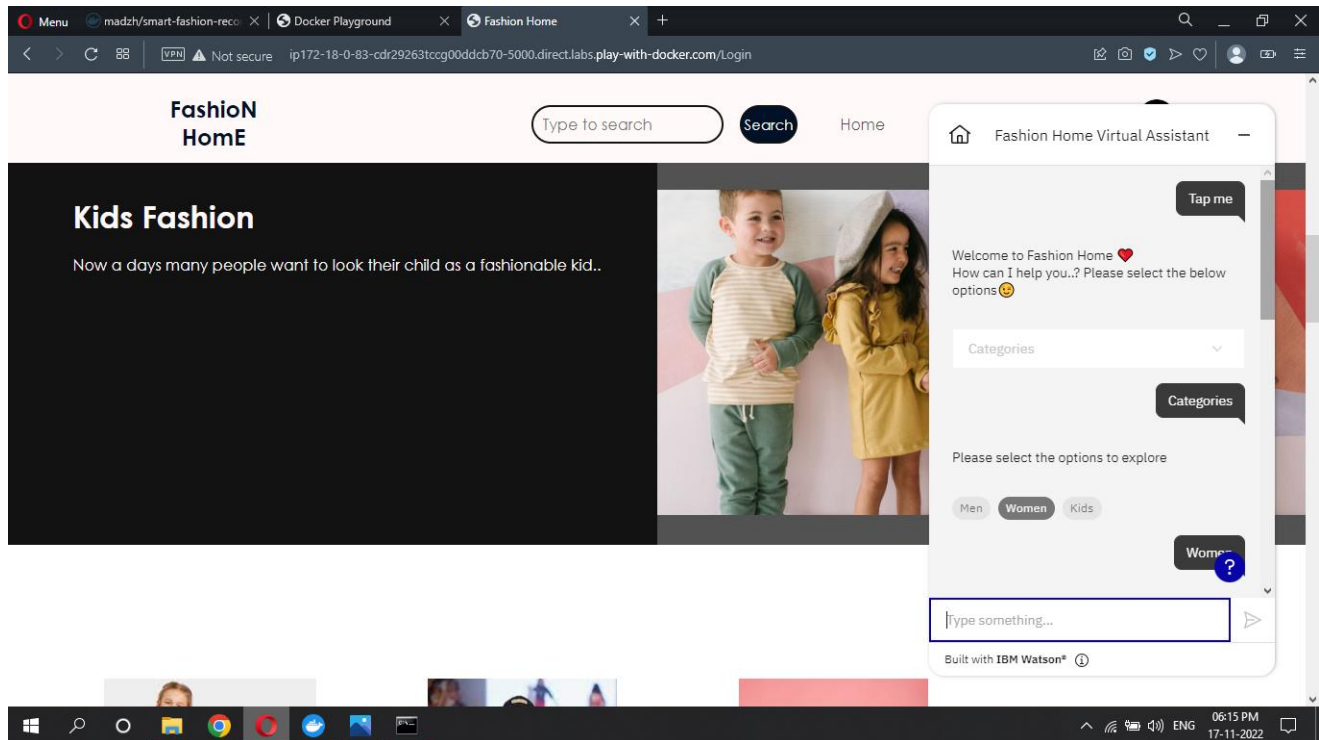 Menu
madzh/smart-fashion-reco
Docker Playground
Fashion Home
VPN
Not secure
ip172-18-0-83-cdr29263tccg00ddcb70-5000.direct.labs.play-with-docker.com/Login
FashioN
HomE
Type to search
Search
Home
Kids Fashion
Now a days many people want to look their child as a fashionable kid..
Fashion Home Virtual Assistant
Tap me
Welcome to Fashion Home ❤
How can I help you..? Please select the below
options😉
Categories
Categories
Please select the options to explore
Men Women Kids
Women
?
Type something...
Built with IBM Watson®
ENG
06:15 PM
17-11-2022